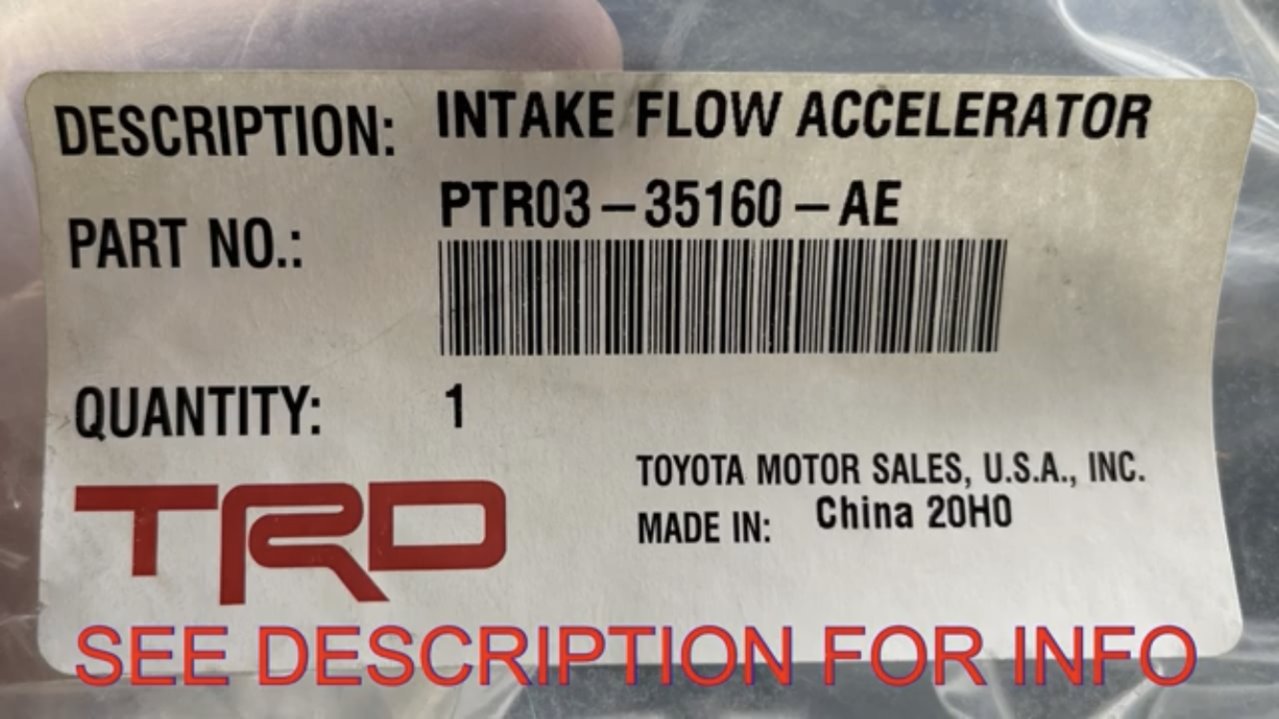 DESCRIPTION: INTAKE FLOW ACCELERATOR
PART NO.: PTR03-35160-AE
QUANTITY: 1
TRD
TOYOTA MOTOR SALES, U.S.A., INC.
MADE IN: China 20H0
SEE DESCRIPTION FOR INFO